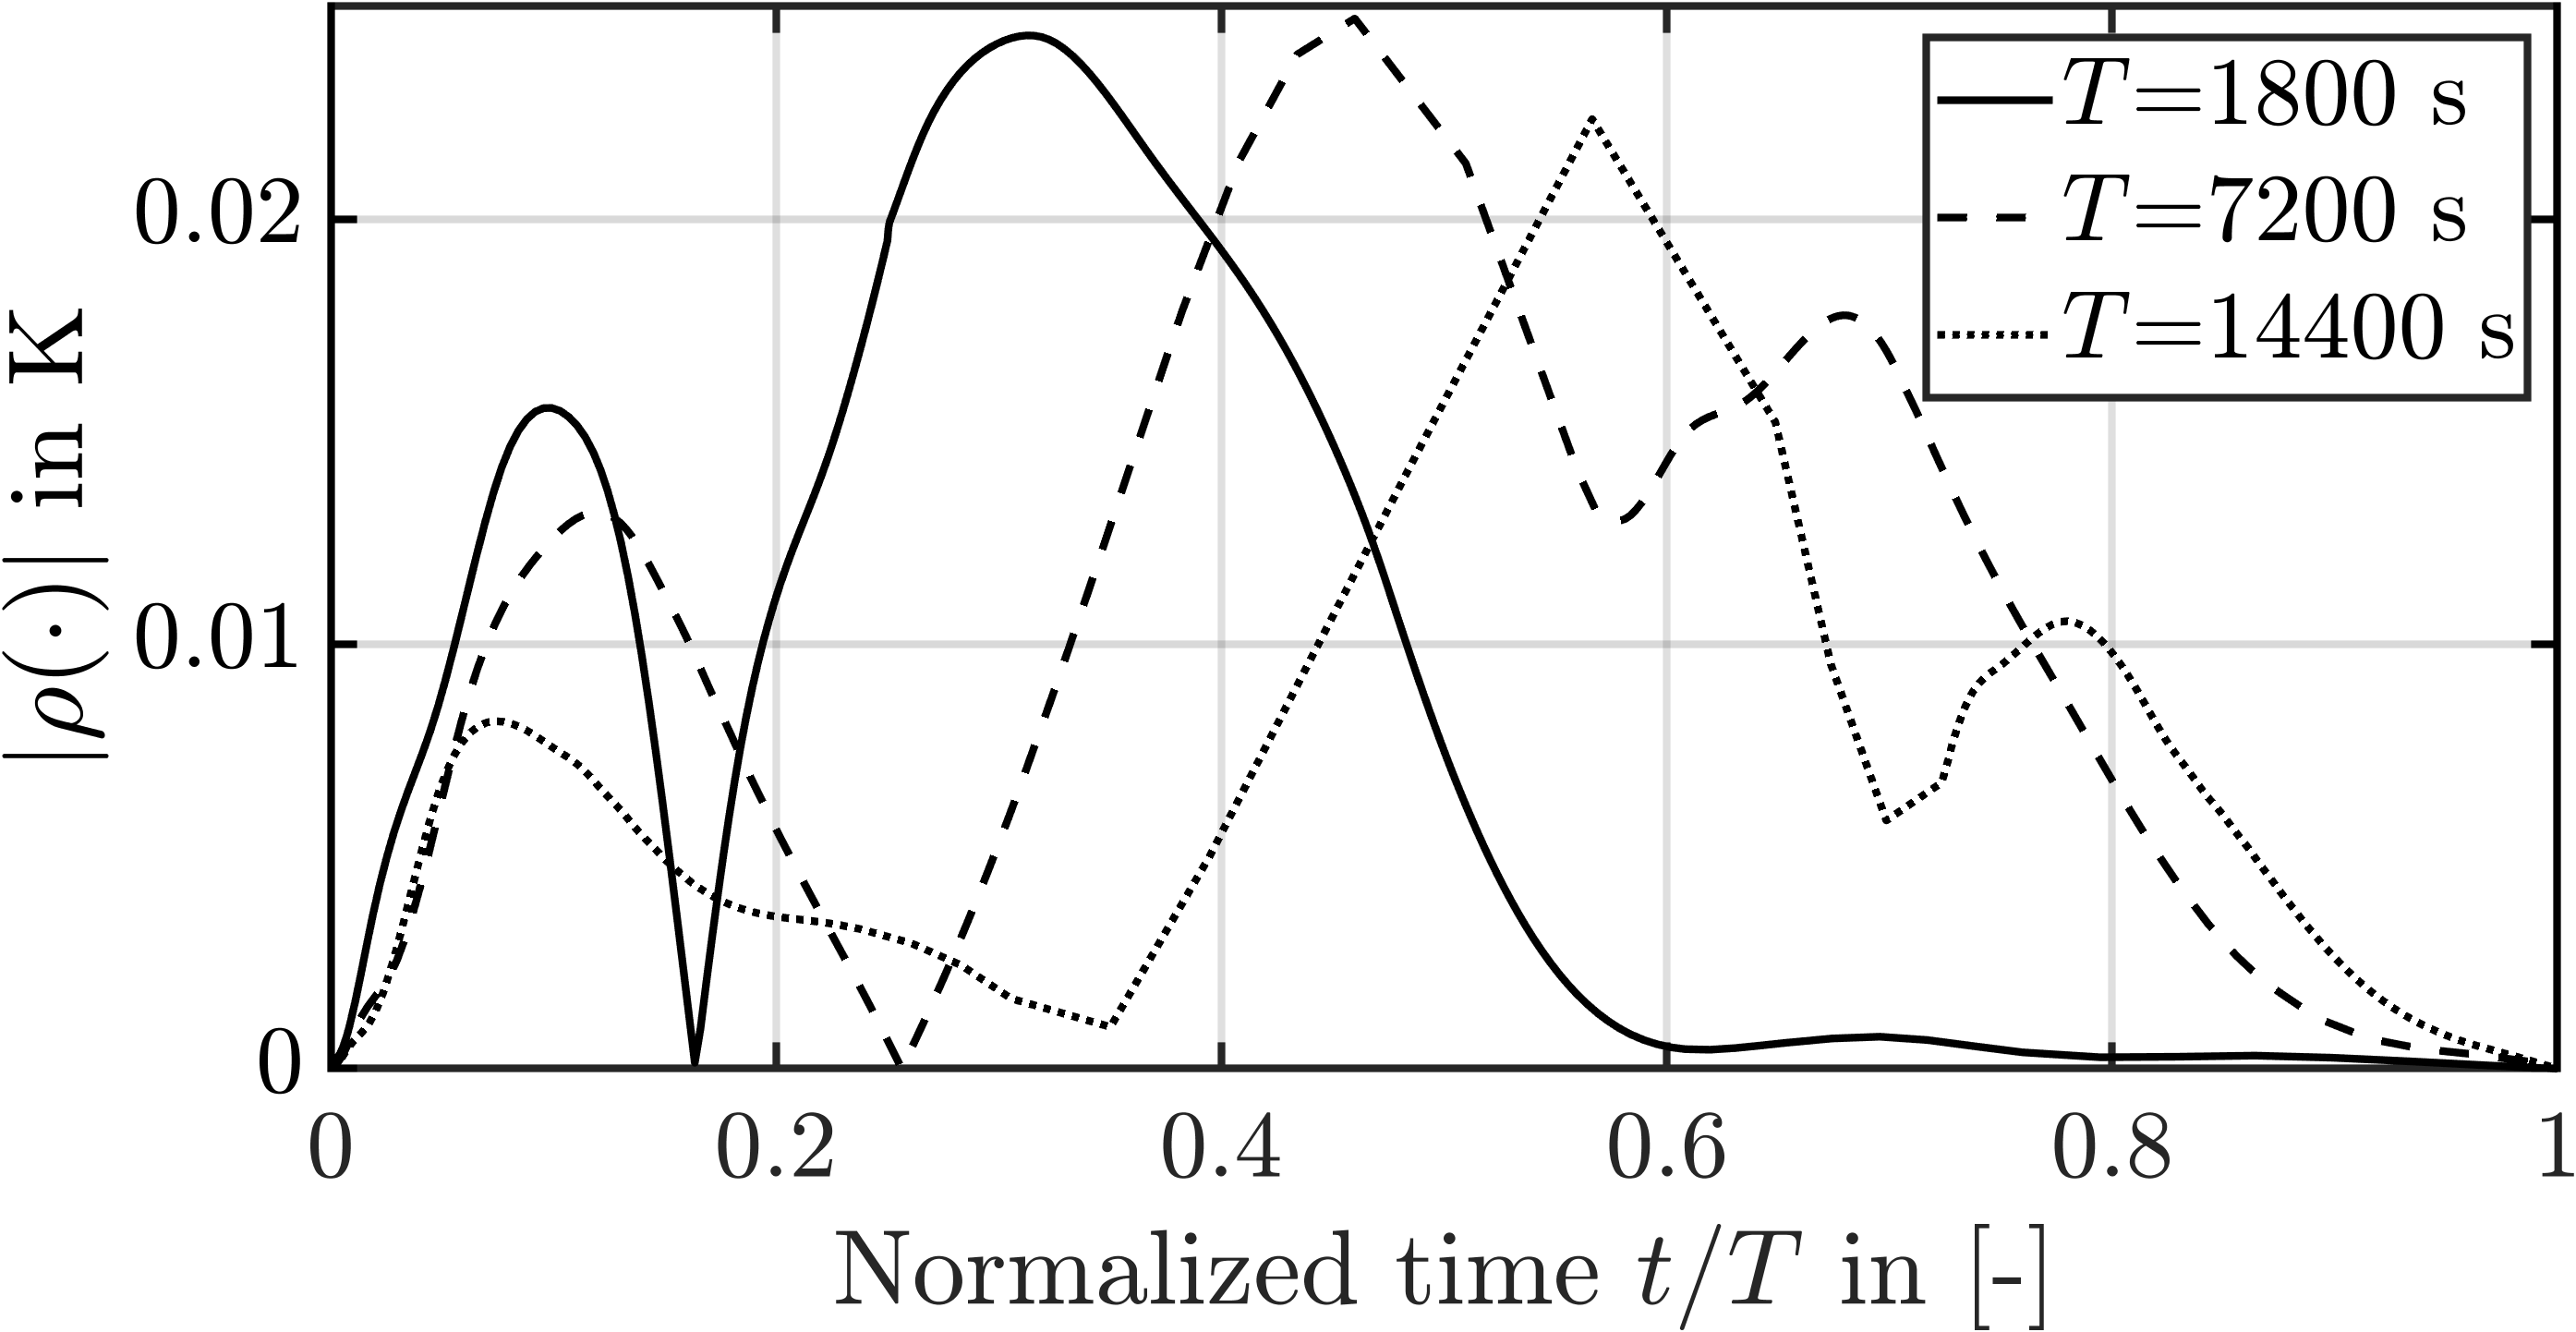 |ρ(·)| in K
0.02
0.01
0
0
0.2
0.4
0.6
0.8
1
Normalized time t/T in [-]
T=1800 s
T=7200 s
T=14400 s